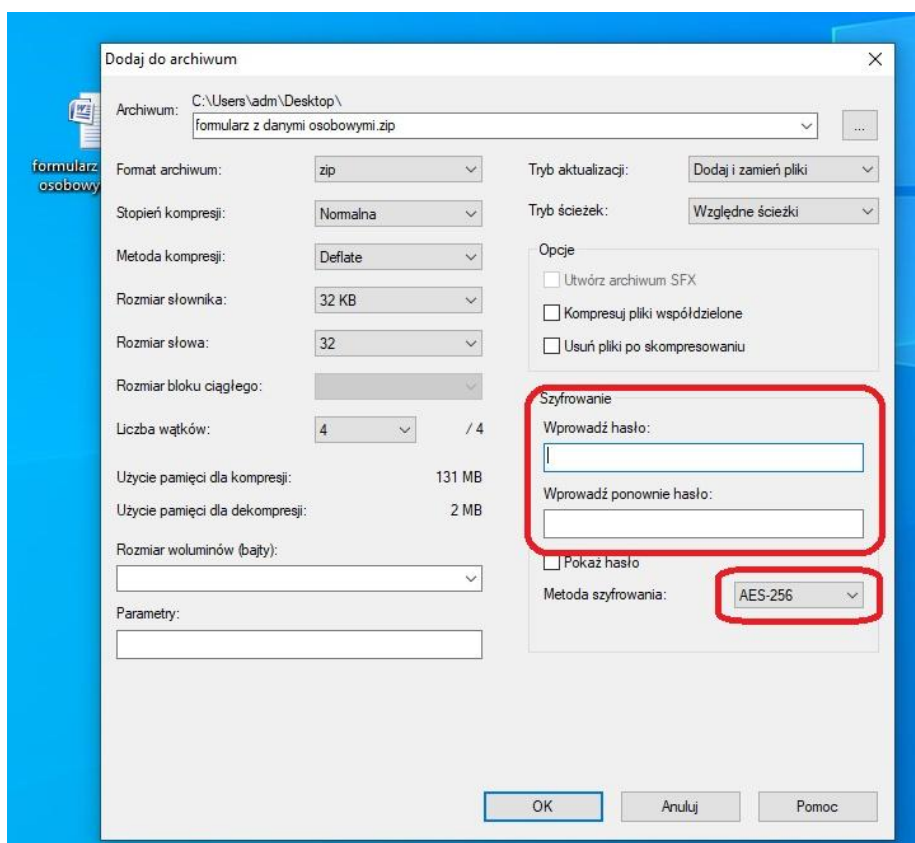 Dodaj do archiwum
Archiwum: C:\Users\adm\Desktop\
formularz z danymi osobowymi.zip
...
formularz
osobowy
Format archiwum: zip
Stopień kompresji: Normalna
Metoda kompresji: Deflate
Rozmiar słownika: 32 KB
Rozmiar słowa: 32
Rozmiar bloku ciągłego:
Liczba wątków: 4 / 4
Użycie pamięci dla kompresji: 131 MB
Użycie pamięci dla dekompresji: 2 MB
Rozmiar woluminów (bajty):
Parametry:
Tryb aktualizacji: Dodaj i zamień pliki
Tryb ścieżek: Względne ścieżki
Opcje
Utwórz archiwum SFX
Kompresuj pliki współdzielone
Usuń pliki po skompresowaniu
Szyfrowanie
Wprowadź hasło:
Wprowadź ponownie hasło:
Pokaż hasło
Metoda szyfrowania: AES-256
OK
Anuluj
Pomoc